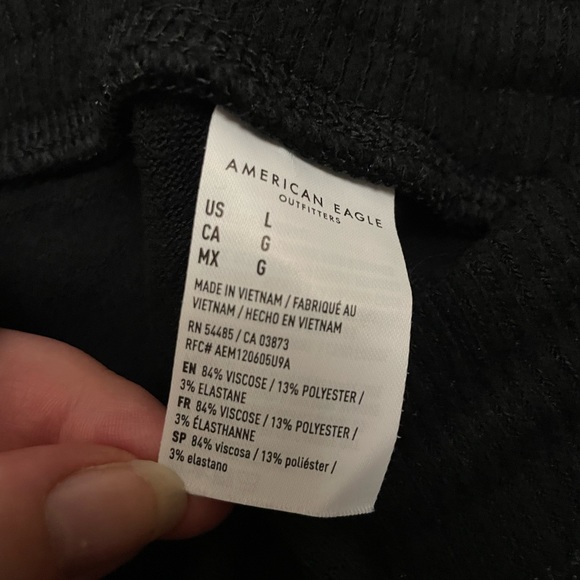 AMERICAN EAGLE
OUTFITTERS
US L
CA G
MX G
MADE IN VIETNAM / FABRIQUÉ AU
VIETNAM / HECHO EN VIETNAM
RN 54485 / CA 03873
RFC# AEM120605U9A
EN 84% VISCOSE / 13% POLYESTER /
3% ELASTANE
FR 84% VISCOSE / 13% POLYESTER /
3% ÉLASTHANNE
SP 84% viscosa / 13% poliéster /
3% elastano